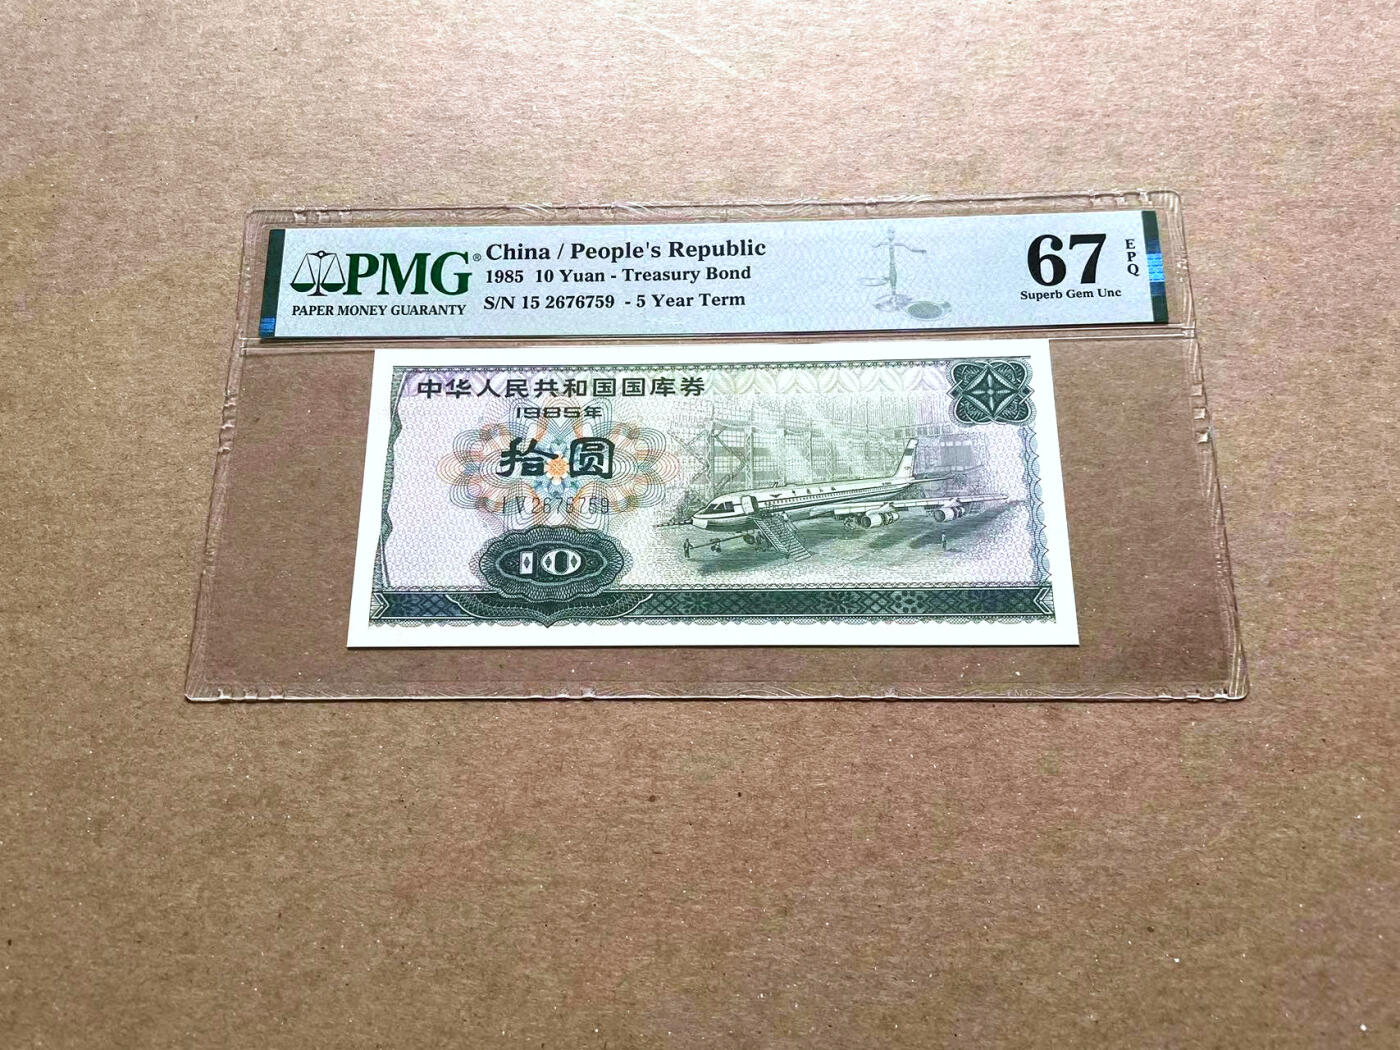 PMG®
PAPER MONEY GUARANTY
China / People's Republic
1985 10 Yuan - Treasury Bond
S/N 15 2676759 - 5 Year Term
67
EPQ
Superb Gem Unc
中华人民共和国国库券
1985年
拾圆
IV2676759
10